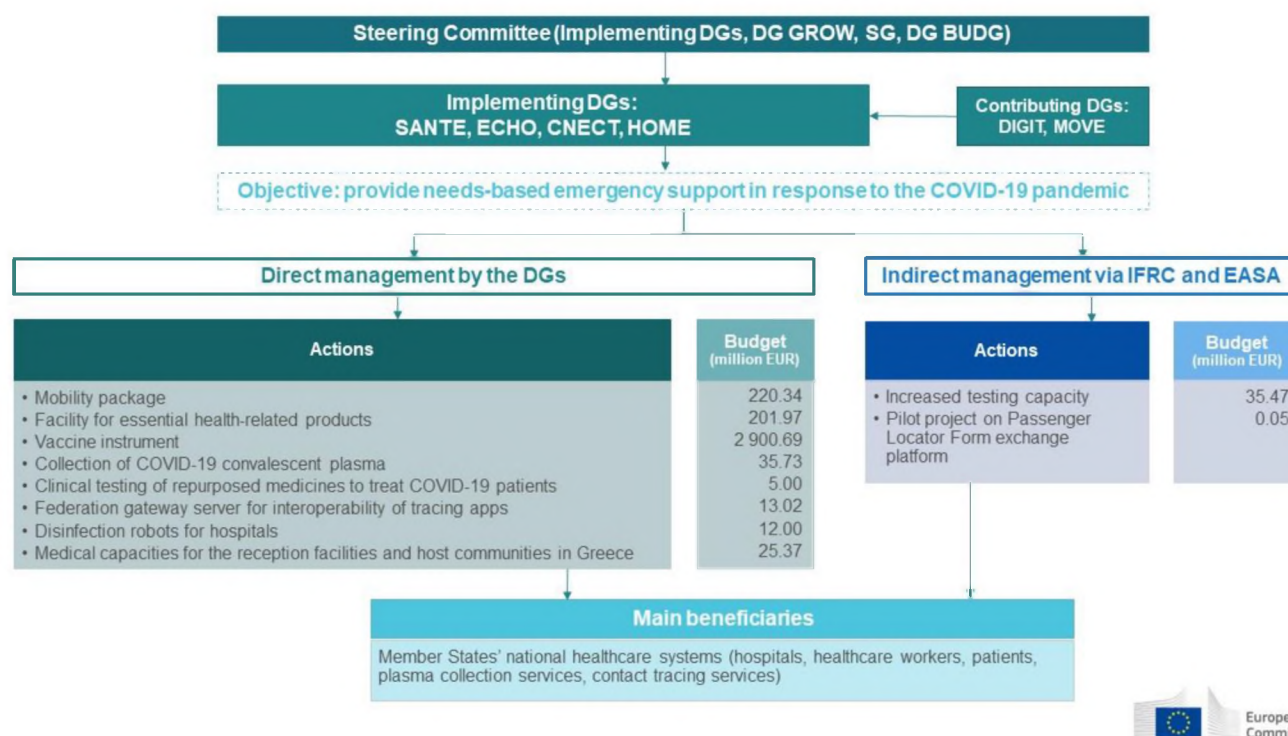 Steering Committee (Implementing DGs, DG GROW, SG, DG BUDG)
Implementing DGs:
SANTE, ECHO, CNECT, HOME
Contributing DGs:
DIGIT, MOVE
Objective: provide needs-based emergency support in response to the COVID-19 pandemic
Direct management by the DGs
Actions
Budget
(million EUR)
• Mobility package 220.34
• Facility for essential health-related products 201.97
• Vaccine instrument 2 900.69
• Collection of COVID-19 convalescent plasma 35.73
• Clinical testing of repurposed medicines to treat COVID-19 patients 5.00
• Federation gateway server for interoperability of tracing apps 13.02
• Disinfection robots for hospitals 12.00
• Medical capacities for the reception facilities and host communities in Greece 25.37
Indirect management via IFRC and EASA
Actions
Budget
(million EUR)
• Increased testing capacity 35.47
• Pilot project on Passenger 0.05
Locator Form exchange
platform
Main beneficiaries
Member States' national healthcare systems (hospitals, healthcare workers, patients,
plasma collection services, contact tracing services)